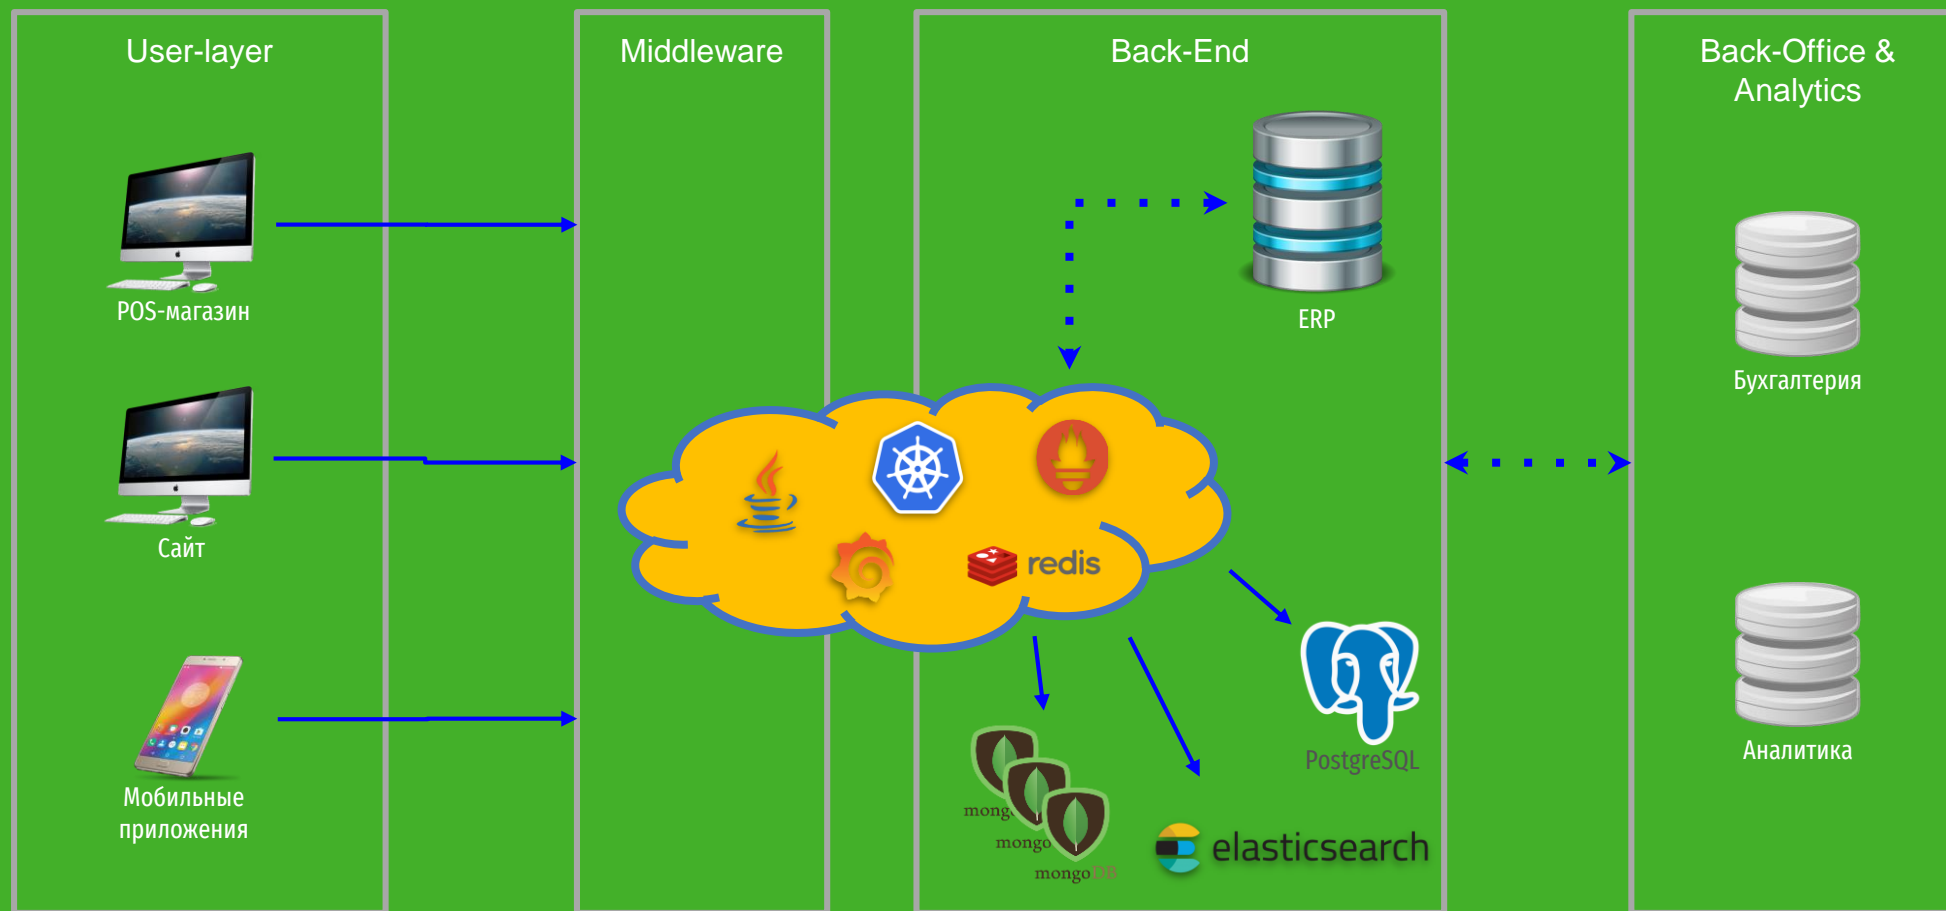 User-layer
POS-магазин
Сайт
Мобильные
приложения
Middleware
Back-End
ERP
redis
PostgreSQL
mongo
mongo
mongoDB
elasticsearch
Back-Office &
Analytics
Бухгалтерия
Аналитика